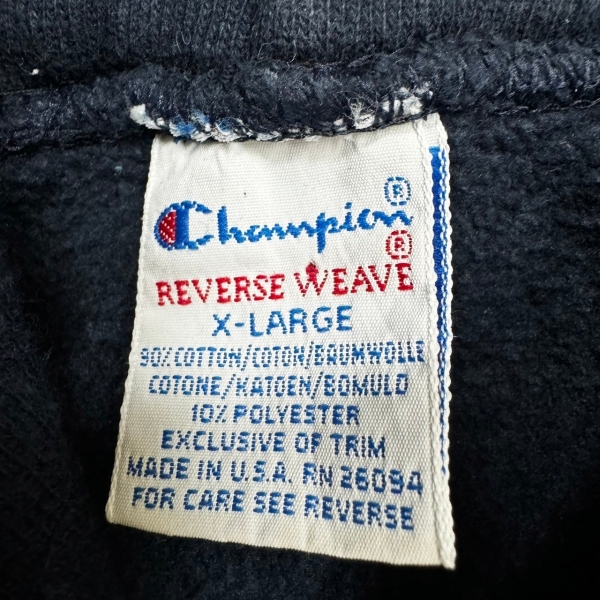 Champion®
REVERSE WEAVE®
X-LARGE
90% COTTON/COTON/BAUMWOLLE
COTONE/KATOEN/BOMULD
10% POLYESTER
EXCLUSIVE OF TRIM
MADE IN U.S.A. RN 26094
FOR CARE SEE REVERSE